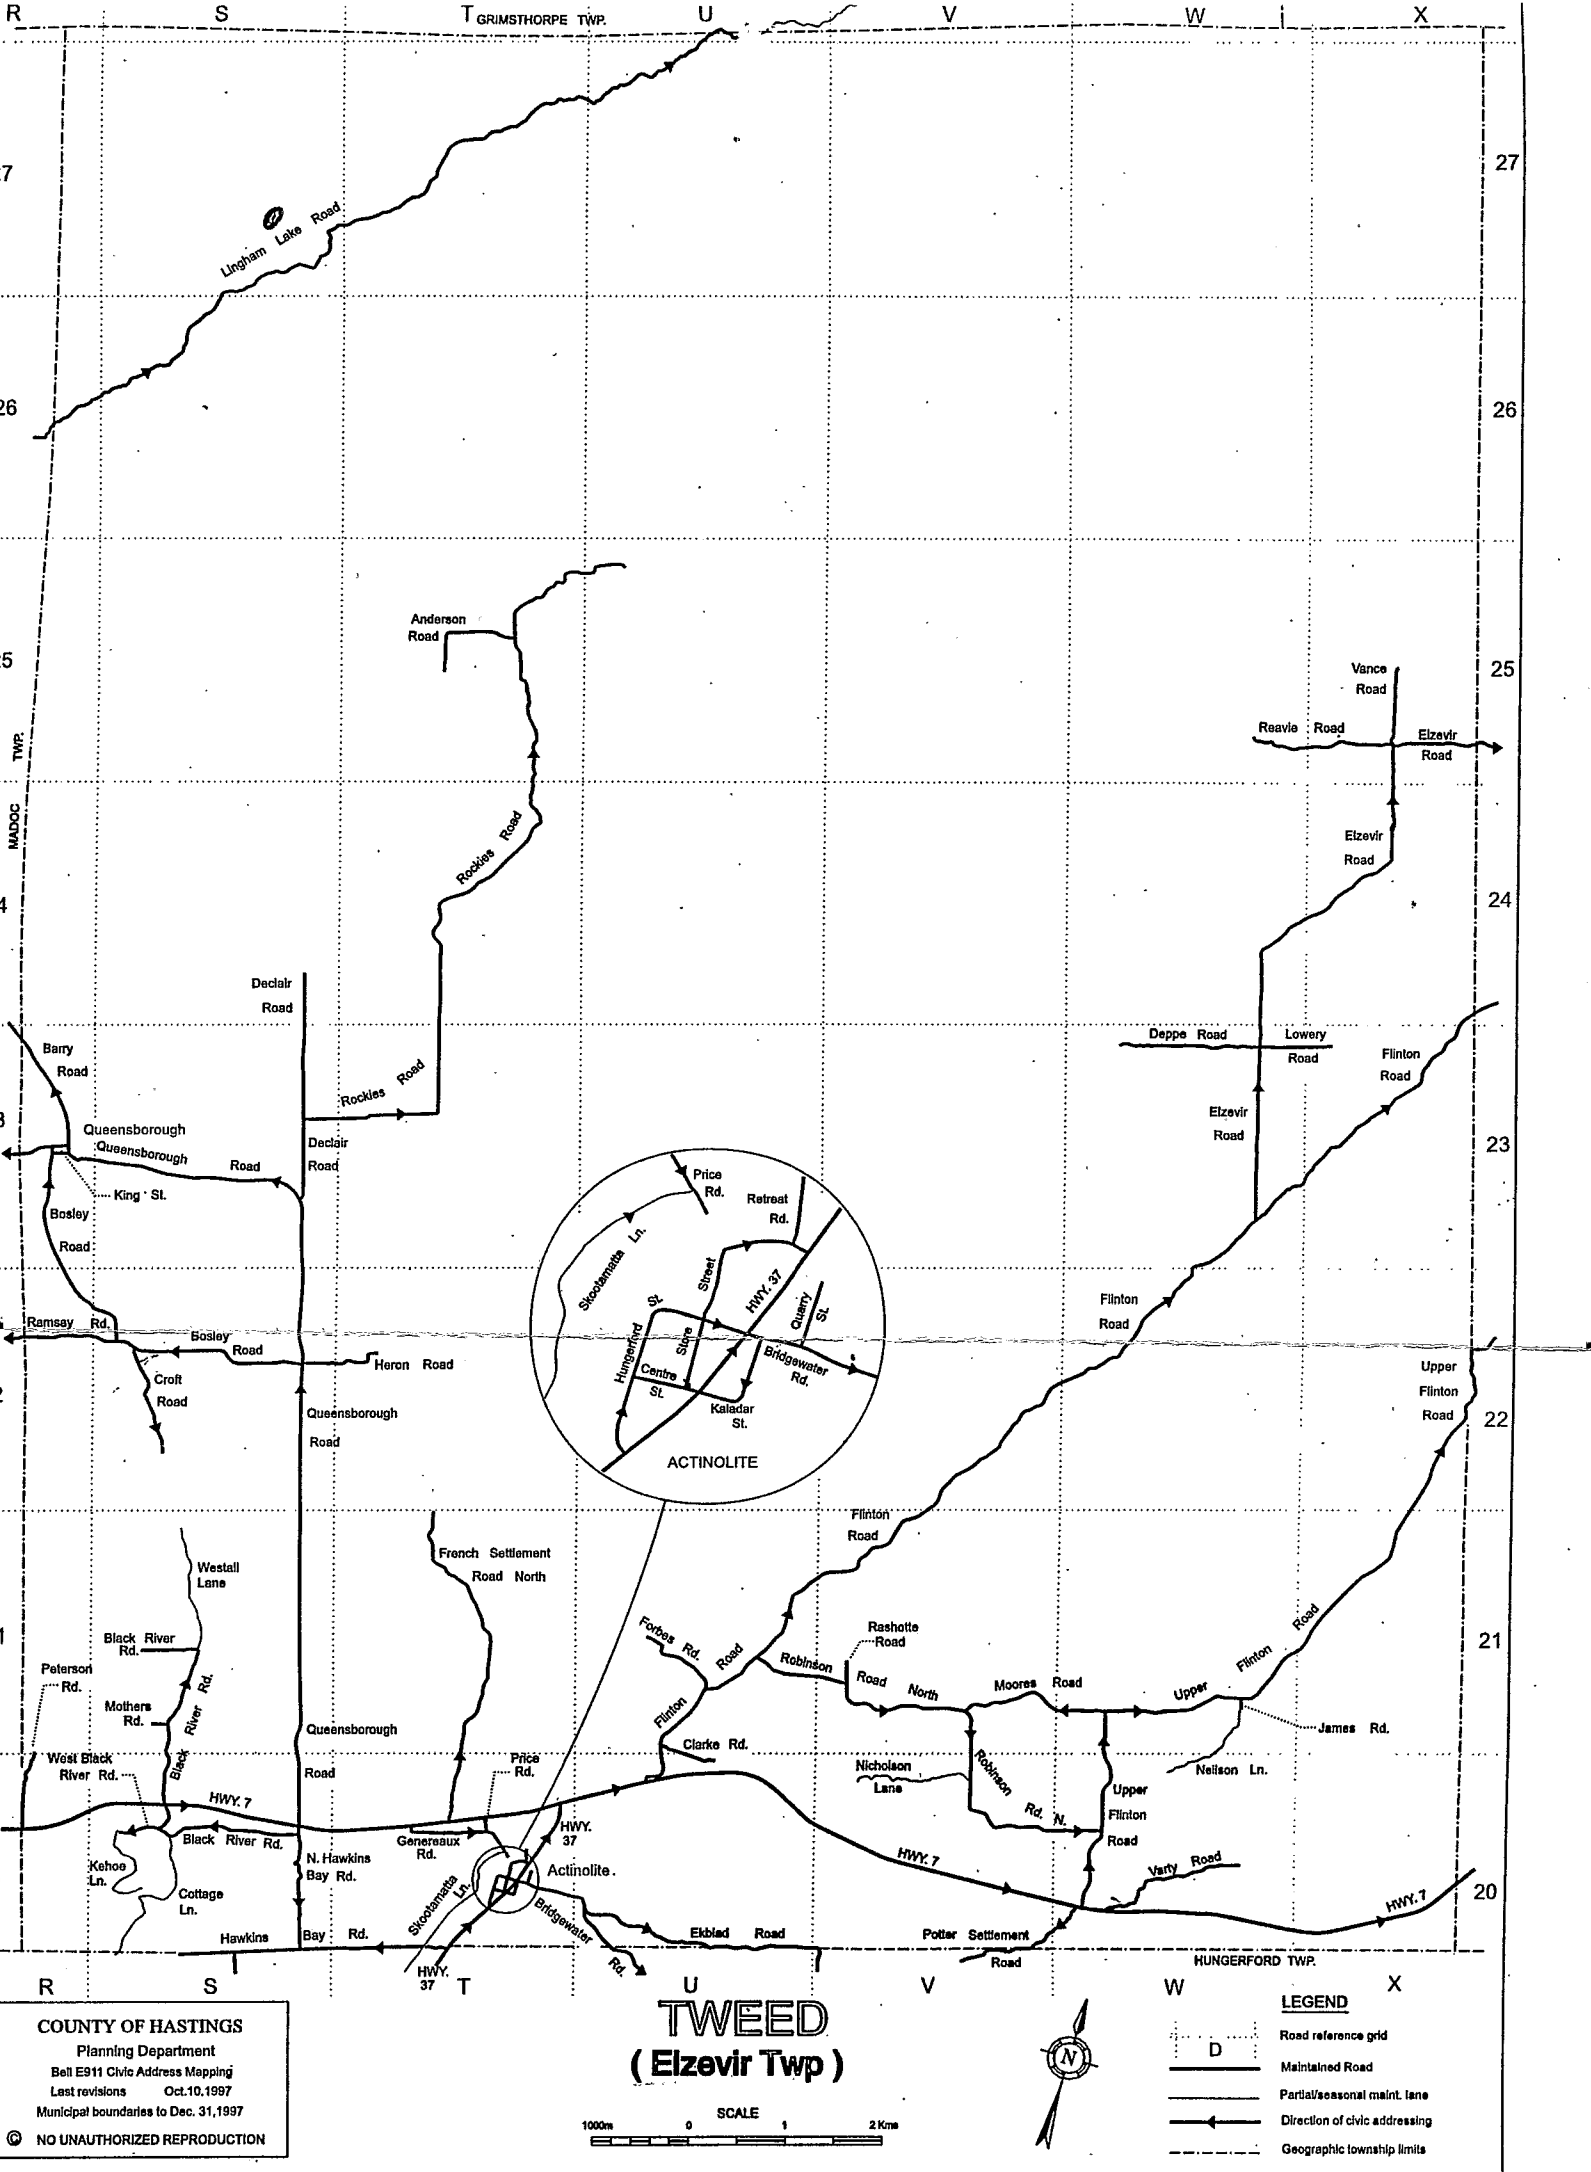 R S T GRIMSTHORPE TWP. U V W X
27
Lingham Lake Road
26
26
Anderson
Road
25
Vance
Road
Reavie Road
Elzevir
Road
TWP.
MADOC
Rockies Road
Elzevir
Road
24
Declair
Road
Barry
Road
Deppe Road
Lowery
Road
Flinton
Road
Rockies Road
Elzevir
Road
23
Queensborough
Queensborough Road
Declair
Road
King St.
Bosley
Road
Price
Rd.
Retreat
Rd.
Skootamatta Ln.
Street
HWY. 37
Quarry
St.
St.
Store
Hungerford
Centre
St.
Bridgewater
Rd.
Kaladar
St.
ACTINOLITE
Flinton
Road
Ramsay Rd.
Bosley
Road
Heron Road
Croft
Road
Queensborough
Road
Upper
Flinton
Road
22
Flinton
Road
French Settlement
Road North
Westall
Lane
Black River
Rd.
Peterson
Rd.
Mothers
Rd.
Black River Rd.
West Black
River Rd.
Queensborough
Road
Forbes Rd.
Flinton Road
Robinson Road North
Rashotte
Road
Moores Road
Upper Flinton Road
21
James Rd.
Neilson Ln.
Clarke Rd.
Nicholson
Lane
Robinson Rd. N.
Upper
Flinton
Road
Price
Rd.
HWY. 7
Black River Rd.
Genereaux
Rd.
HWY.
37
Kehoe
Ln.
N. Hawkins
Bay Rd.
Cottage
Ln.
Actinolite
Skootamatta
Ln.
Bridgewater
Rd.
HWY. 7
Varty Road
HWY. 7
20
Hawkins Bay Rd.
HWY.
37
Ekblad Road
Potter Settlement
Road
HUNGERFORD TWP.
R S T U V W X
COUNTY OF HASTINGS
Planning Department
Bell E911 Civic Address Mapping
Last revisions Oct.10,1997
Municipal boundaries to Dec. 31,1997
© NO UNAUTHORIZED REPRODUCTION
TWEED
( Elzevir Twp )
SCALE
1000m 0 1 2 Kms
N
LEGEND
Road reference grid
D
Maintained Road
Partial/seasonal maint. lane
Direction of civic addressing
Geographic township limits